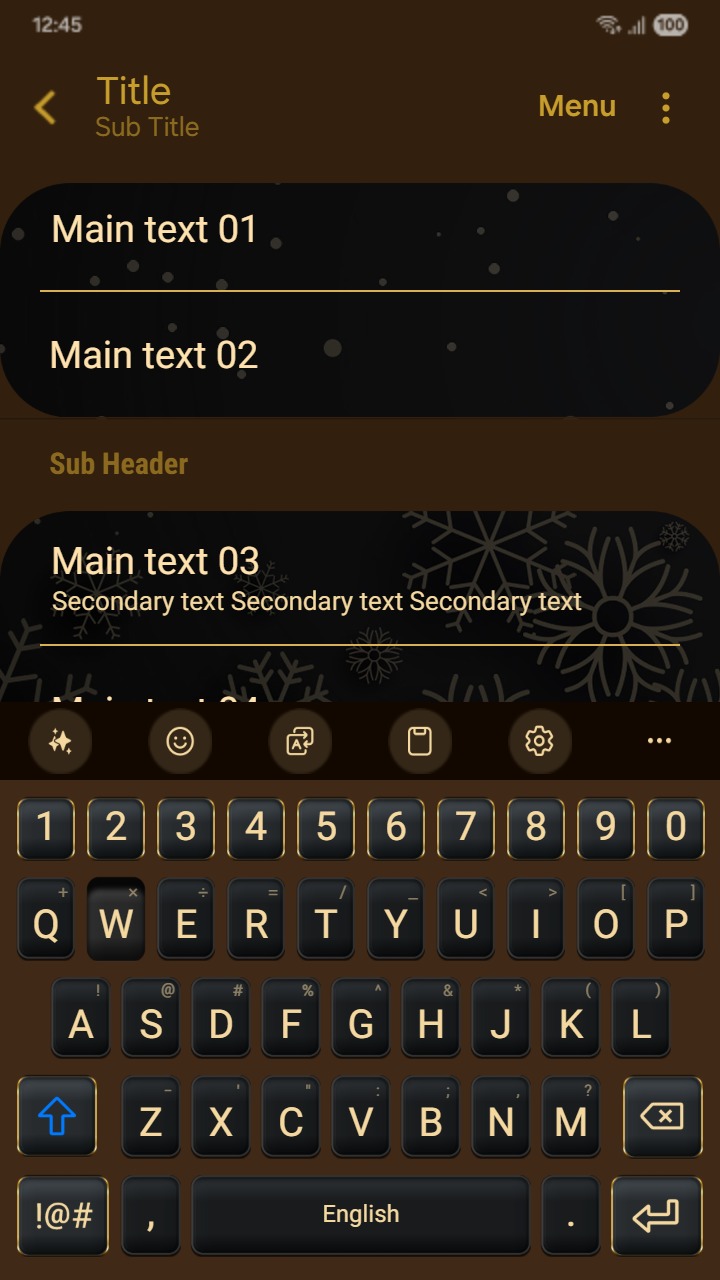 12:45
100
Title
Sub Title
Menu
Main text 01
Main text 02
Sub Header
Main text 03
Secondary text Secondary text Secondary text
1 2 3 4 5 6 7 8 9 0
+ × ÷ = / _ < > [ ]
Q W E R T Y U I O P
! @ # % ^ & * ( )
A S D F G H J K L
- ' " : ; , ?
Z X C V B N M
!@# , English .